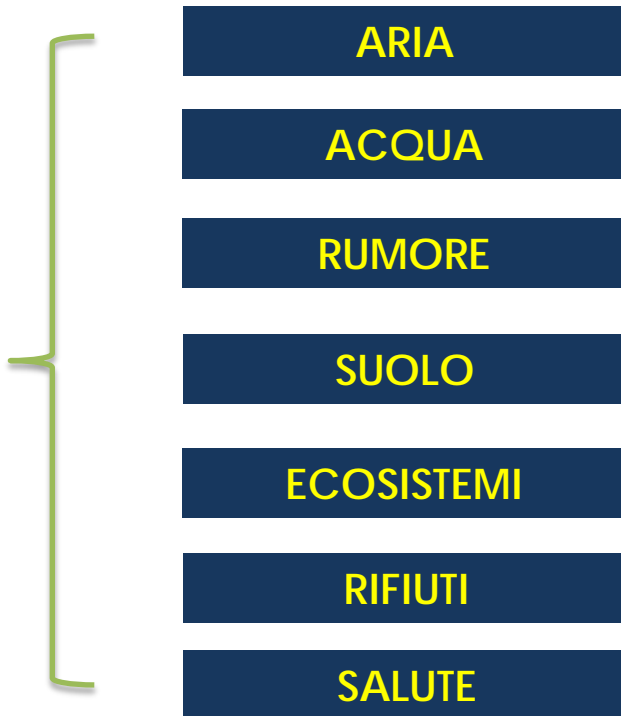 ARIA
ACQUA
RUMORE
SUOLO
ECOSISTEMI
RIFIUTI
SALUTE